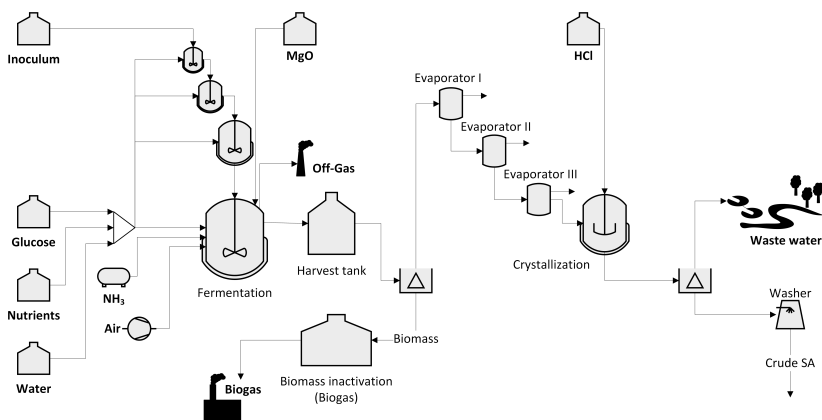 Inoculum
MgO
HCl
Evaporator I
Evaporator II
Evaporator III
Off-Gas
Glucose
Nutrients
Water
NH₃
Air
Fermentation
Harvest tank
Crystallization
Waste water
Washer
Crude SA
Biomass
Biomass inactivation
(Biogas)
Biogas